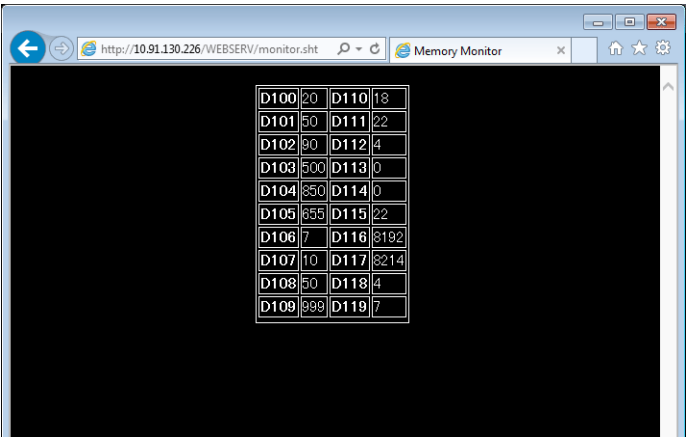 http://10.91.130.226/WEBSERV/monitor.sht
Memory Monitor
D100 20 D110 18
D101 50 D111 22
D102 90 D112 4
D103 500 D113 0
D104 850 D114 0
D105 655 D115 22
D106 7 D116 8192
D107 10 D117 8214
D108 50 D118 4
D109 999 D119 7